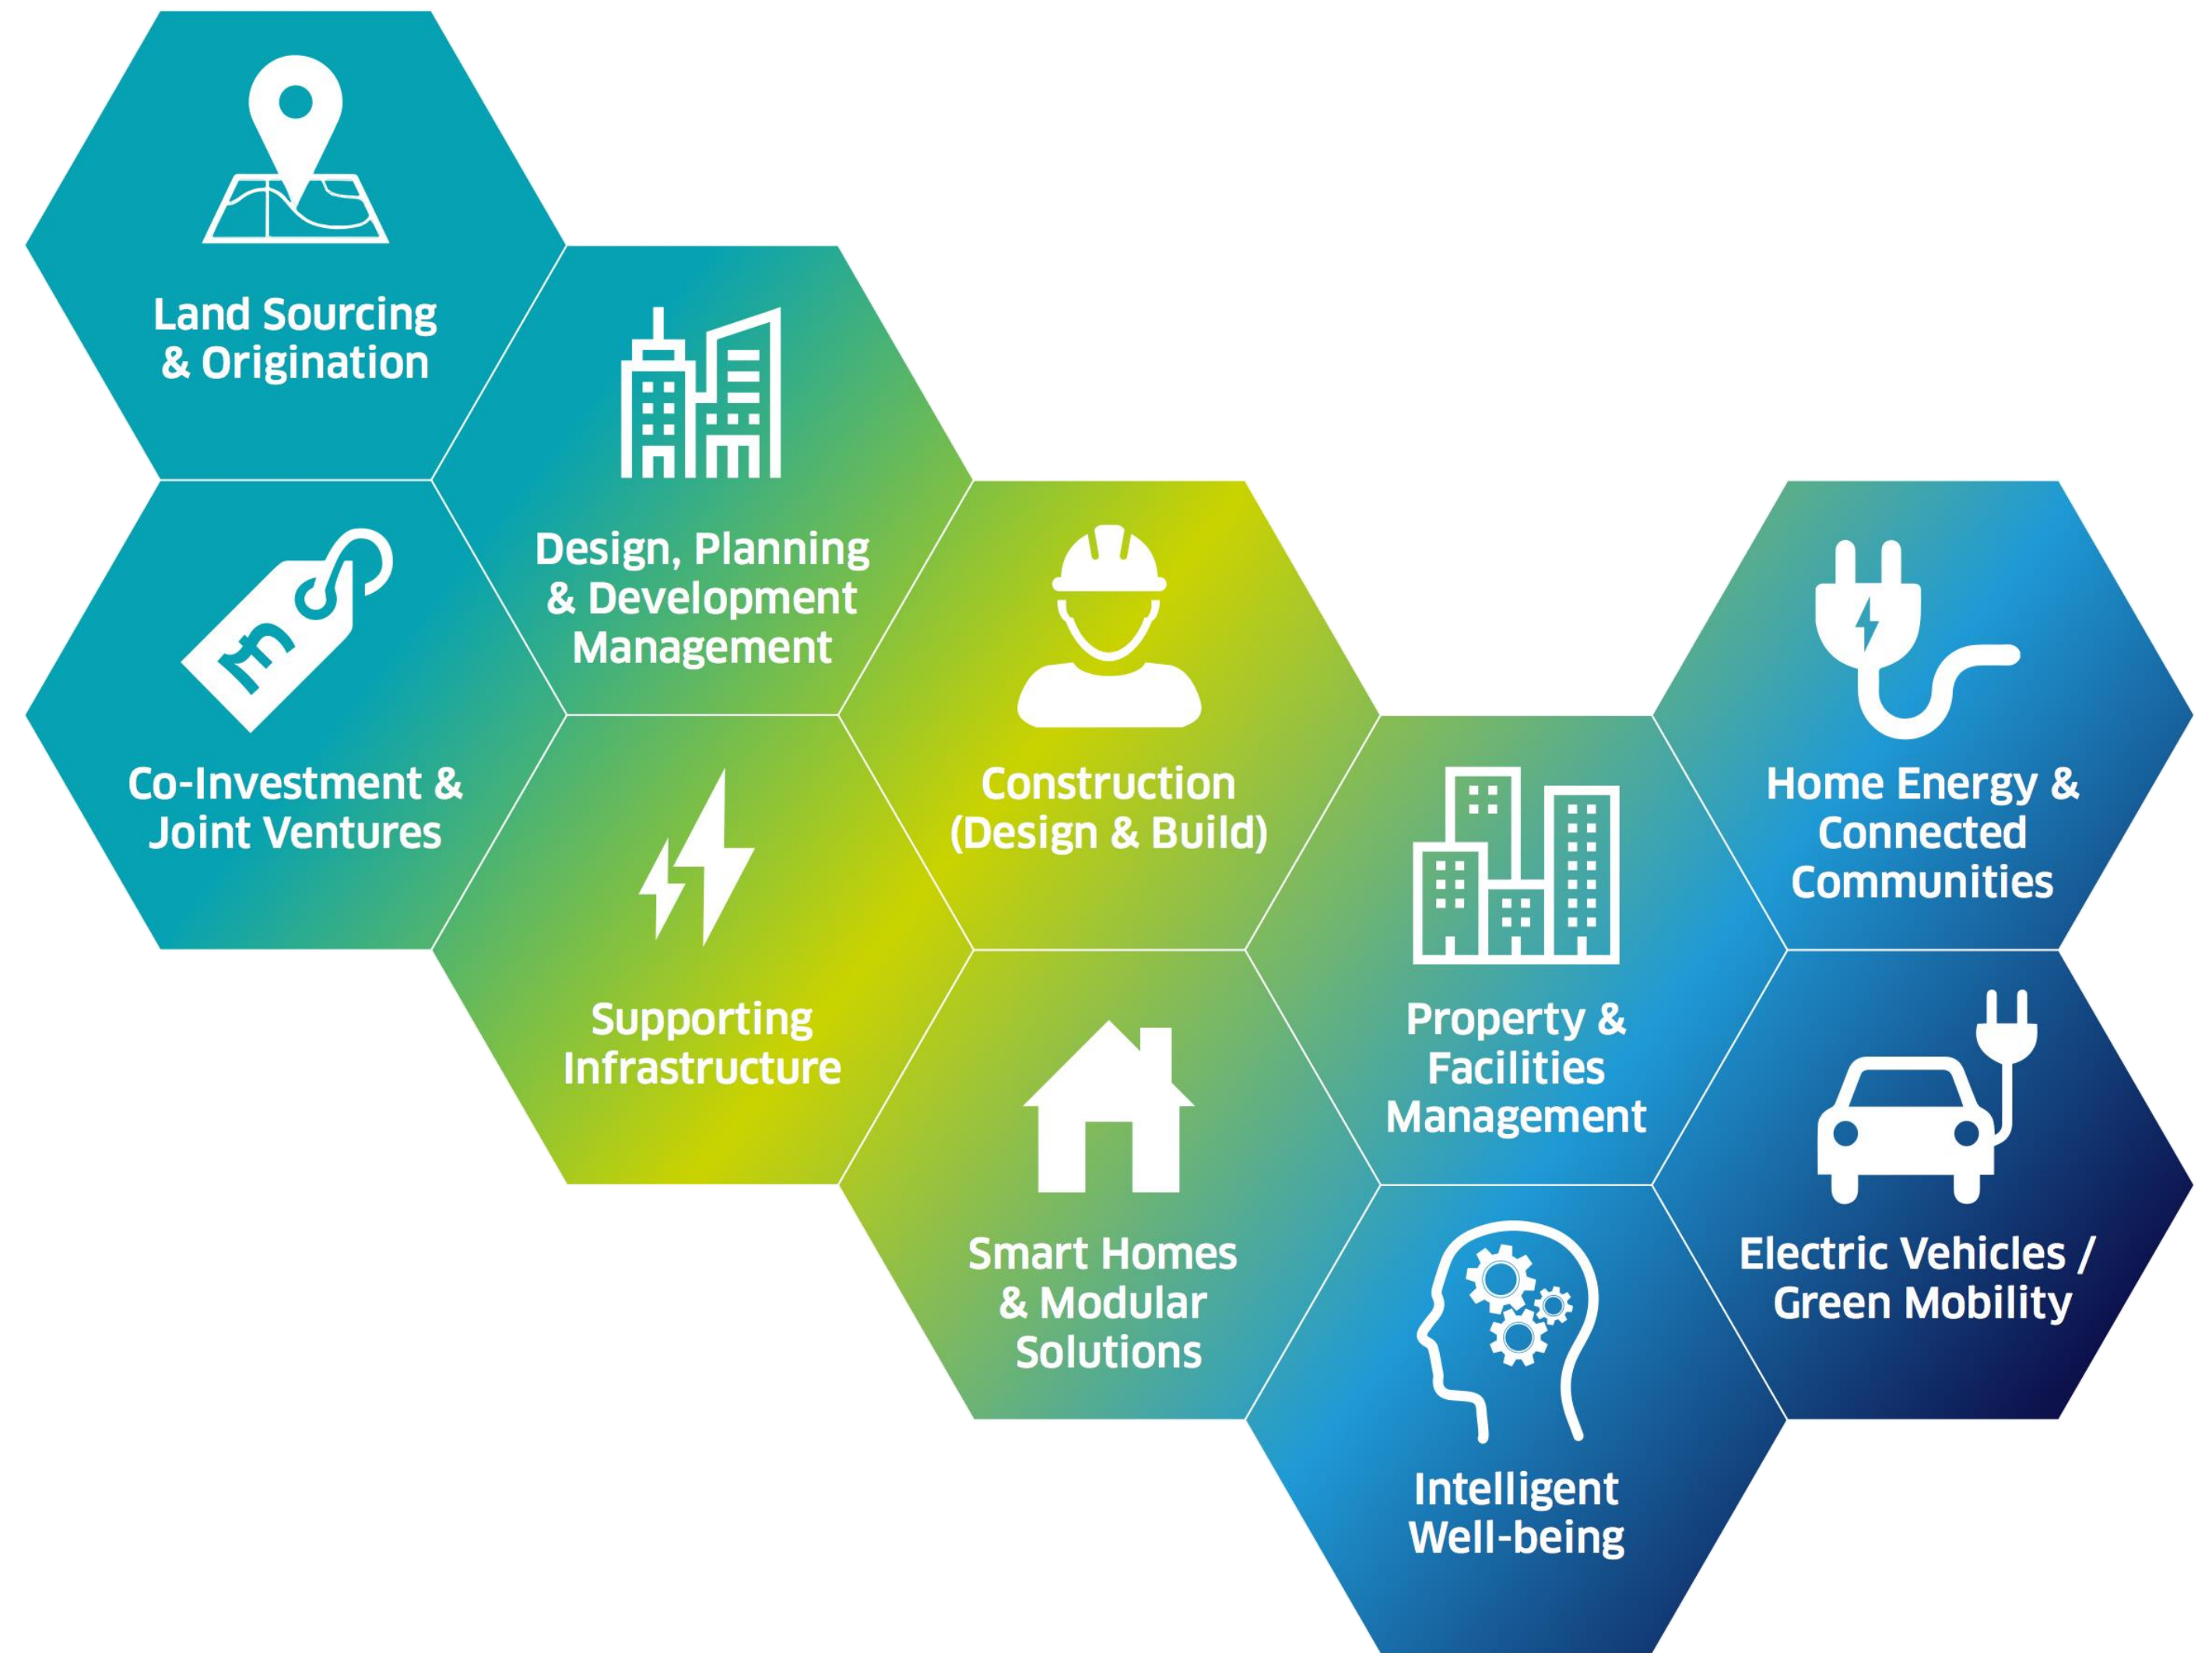 Land Sourcing
& Origination
Co-Investment &
Joint Ventures
Design, Planning
& Development
Management
Supporting
Infrastructure
Construction
(Design & Build)
Smart Homes
& Modular
Solutions
Property &
Facilities
Management
Intelligent
Well-being
Home Energy &
Connected
Communities
Electric Vehicles /
Green Mobility